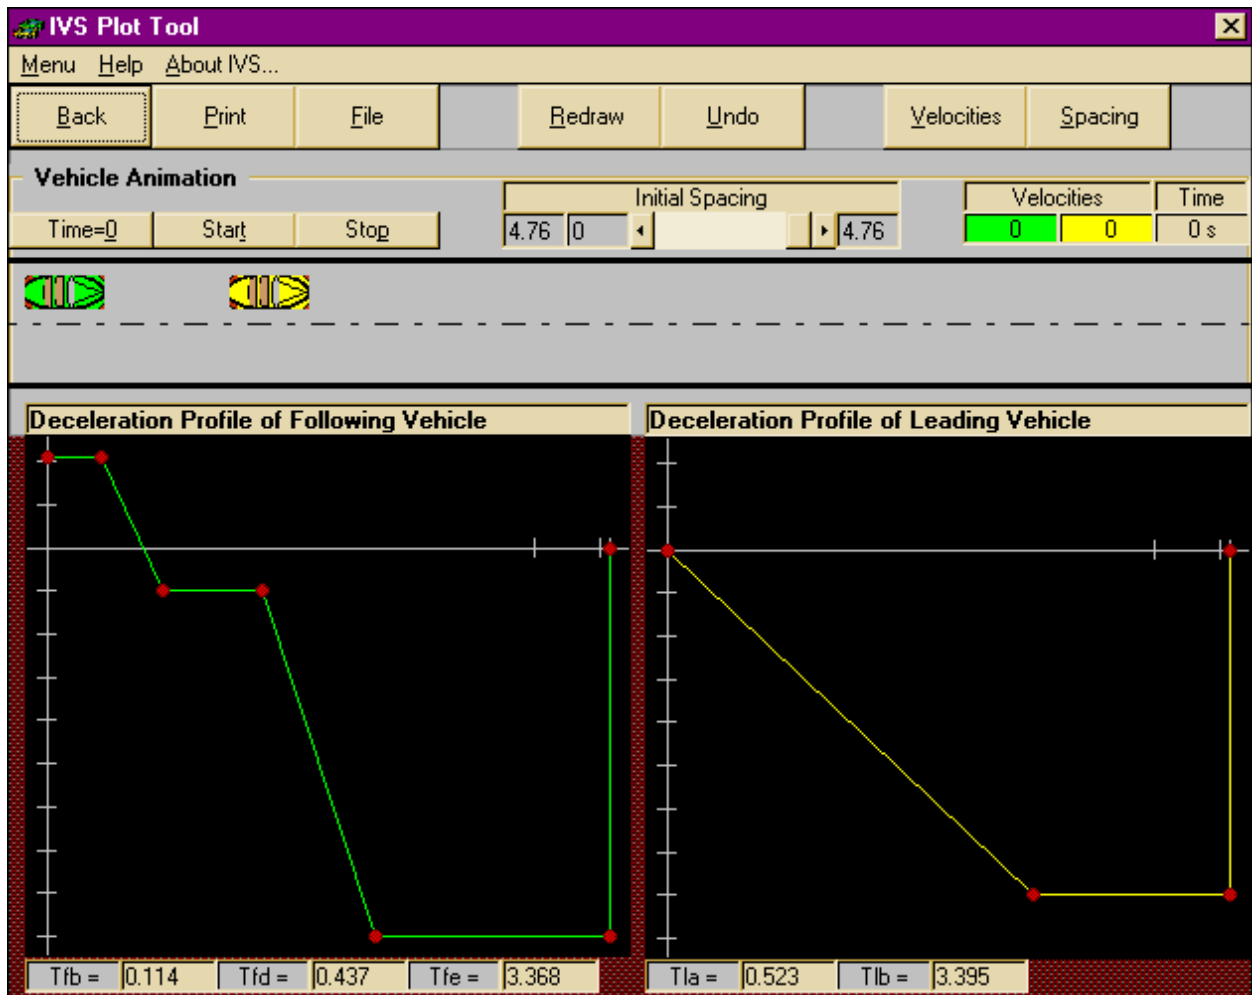 IVS Plot Tool
Menu Help About IVS...
Back Print File Redraw Undo Velocities Spacing
Vehicle Animation
Initial Spacing Velocities Time
Time=0 Start Stop 4.76 0 4.76 0 0 0 s
Deceleration Profile of Following Vehicle Deceleration Profile of Leading Vehicle
Tfb = 0.114 Tfd = 0.437 Tfe = 3.368 Tla = 0.523 Tlb = 3.395